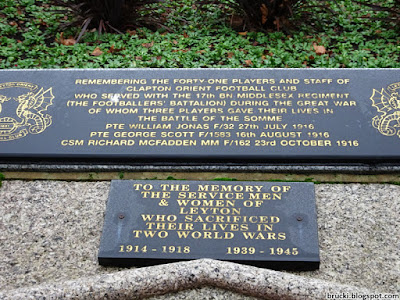 REMEMBERING THE FORTY-ONE PLAYERS AND STAFF OF
CLAPTON ORIENT FOOTBALL CLUB
WHO SERVED WITH THE 17TH BN MIDDLESEX REGIMENT
(THE FOOTBALLERS' BATTALION) DURING THE GREAT WAR
OF WHOM THREE PLAYERS GAVE THEIR LIVES IN
THE BATTLE OF THE SOMME
PTE WILLIAM JONAS F/32 27th JULY 1916
PTE GEORGE SCOTT F/1583 16th AUGUST 1916
CSM RICHARD MCFADDEN MM F/162 23rd OCTOBER 1916
TO THE MEMORY OF
THE SERVICE MEN
& WOMEN OF
LEYTON
WHO SACRIFICED
THEIR LIVES IN
TWO WORLD WARS
1914 - 1918 1939 - 1945
brucki.blogspot.com